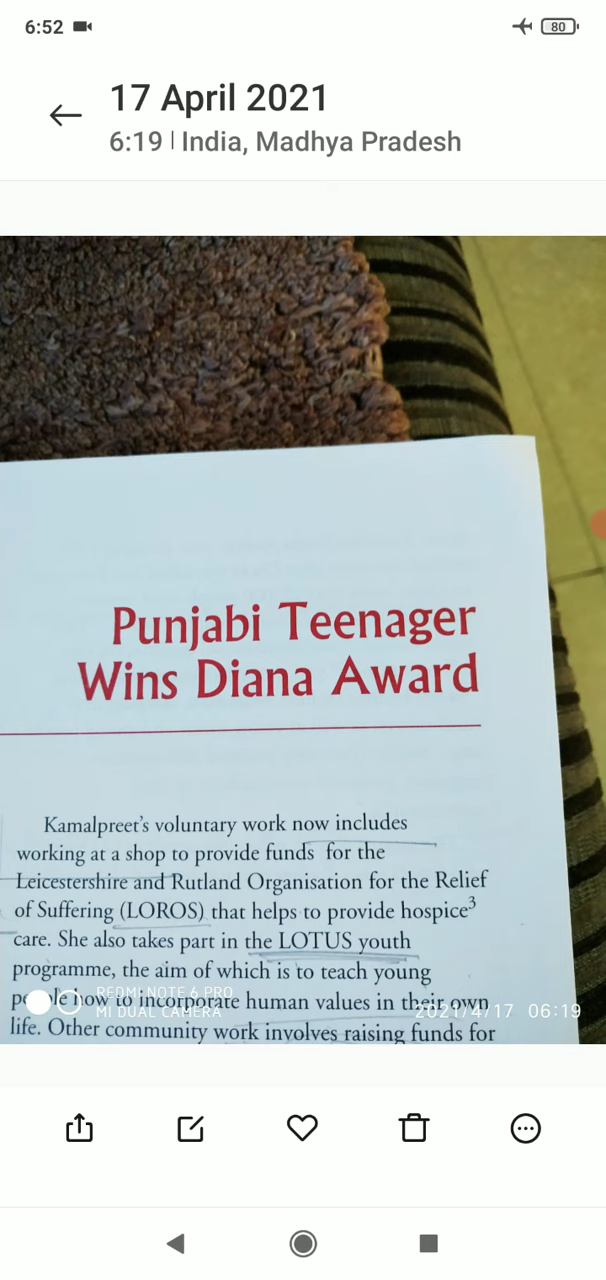 6:52
80
17 April 2021
6:19 | India, Madhya Pradesh
Punjabi Teenager
Wins Diana Award
Kamalpreet's voluntary work now includes
working at a shop to provide funds for the
Leicestershire and Rutland Organisation for the Relief
of Suffering (LOROS) that helps to provide hospice3
care. She also takes part in the LOTUS youth
programme, the aim of which is to teach young
people how to incorporate human values in their own
REDMI NOTE 6 PRO
MI DUAL CAMERA
2021/4/17 06:19
life. Other community work involves raising funds for